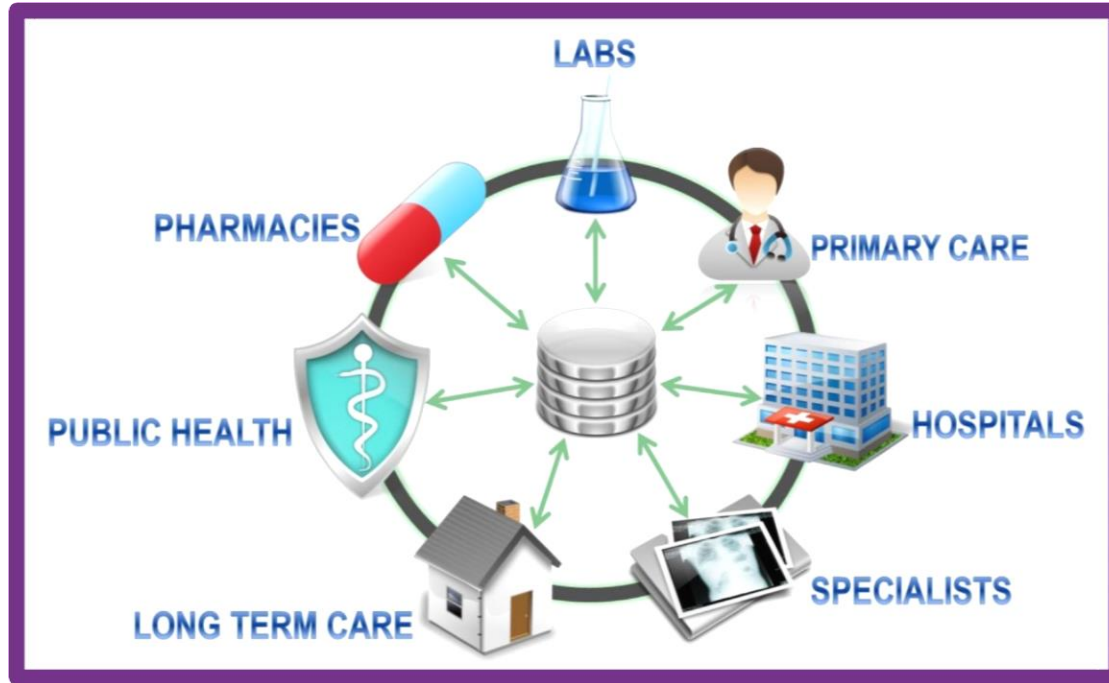 LABS
PHARMACIES
PRIMARY CARE
PUBLIC HEALTH
HOSPITALS
LONG TERM CARE
SPECIALISTS